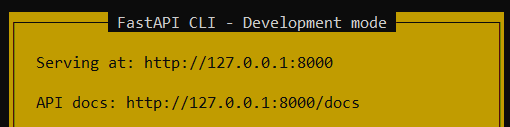 FastAPI CLI - Development mode
Serving at: http://127.0.0.1:8000
API docs: http://127.0.0.1:8000/docs